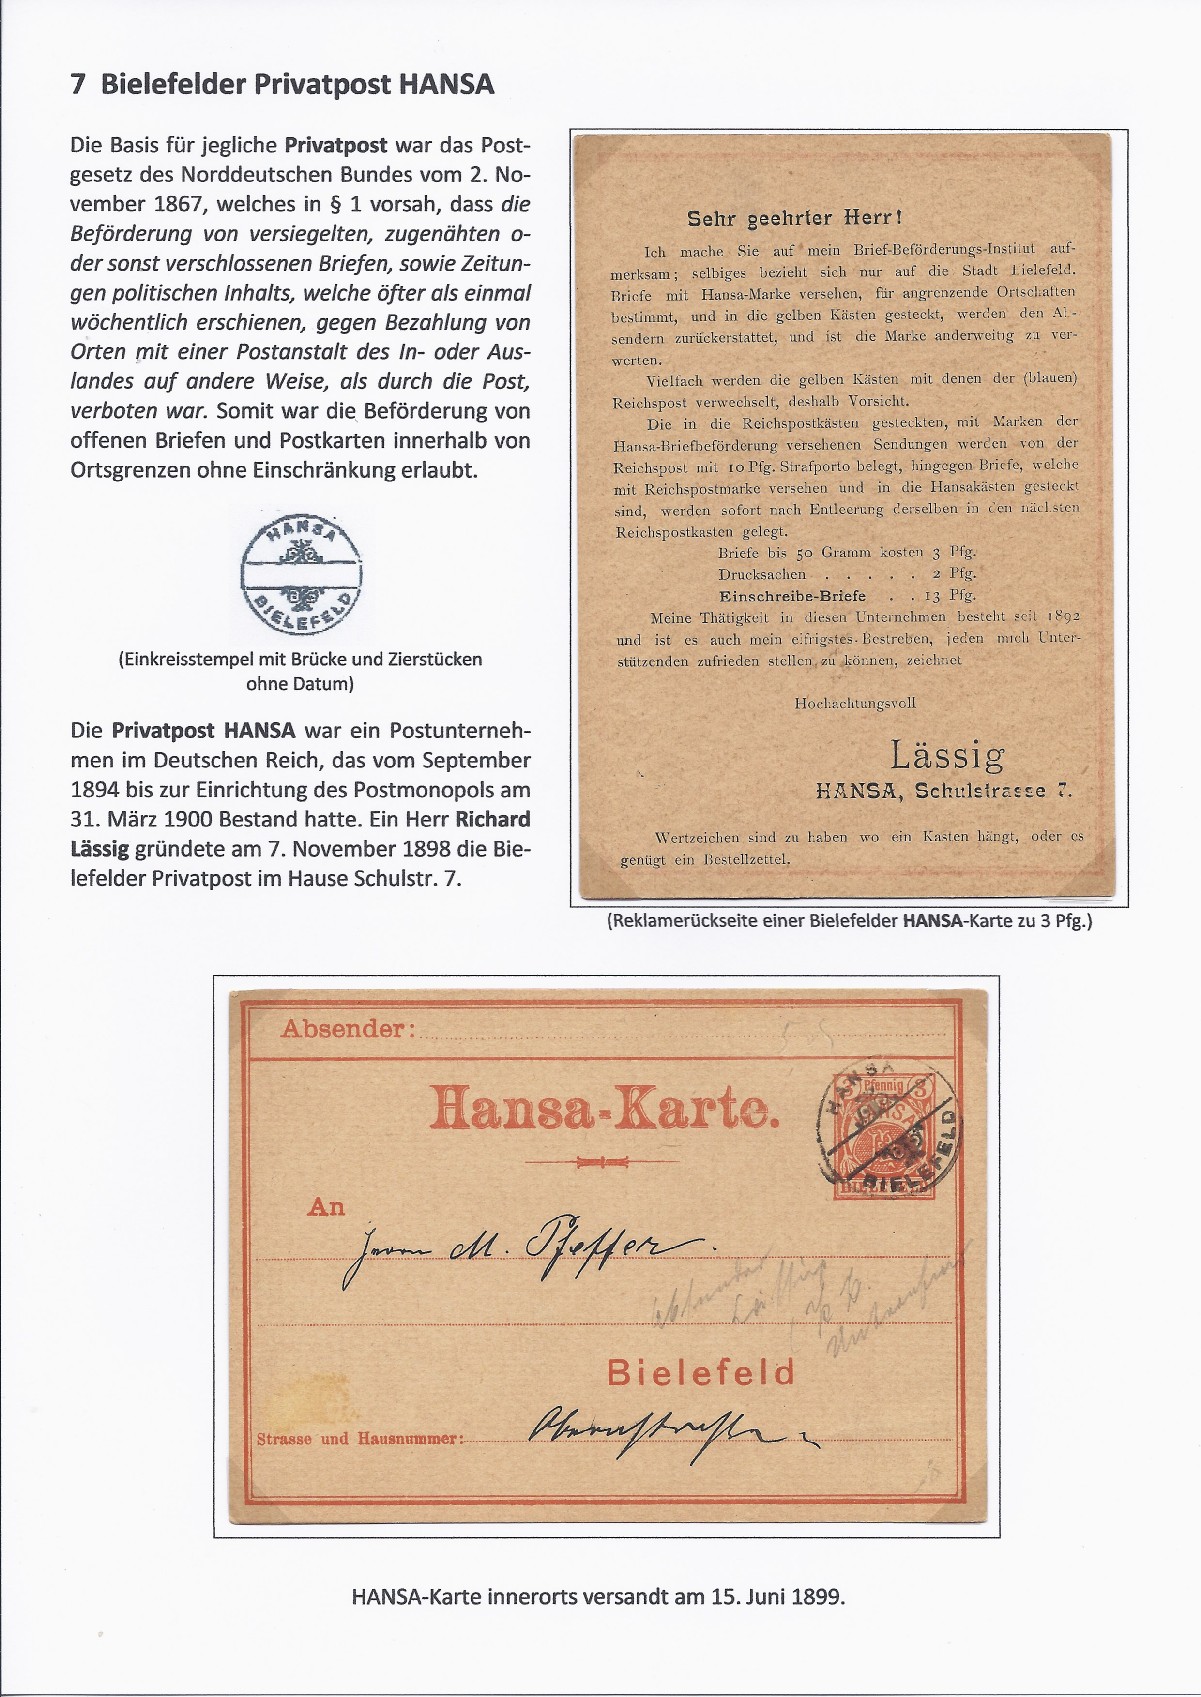 7 Bielefelder Privatpost HANSA
Die Basis für jegliche Privatpost war das Post-
gesetz des Norddeutschen Bundes vom 2. No-
vember 1867, welches in § 1 vorsah, dass die
Beförderung von versiegelten, zugenähten o-
der sonst verschlossenen Briefen, sowie Zeitun-
gen politischen Inhalts, welche öfter als einmal
wöchentlich erschienen, gegen Bezahlung von
Orten mit einer Postanstalt des In- oder Aus-
landes auf andere Weise, als durch die Post,
verboten war. Somit war die Beförderung von
offenen Briefen und Postkarten innerhalb von
Ortsgrenzen ohne Einschränkung erlaubt.
HANSA
BIELEFELD
(Einkreisstempel mit Brücke und Zierstücken
ohne Datum)
Die Privatpost HANSA war ein Postunterneh-
men im Deutschen Reich, das vom September
1894 bis zur Einrichtung des Postmonopols am
31. März 1900 Bestand hatte. Ein Herr Richard
Lässig gründete am 7. November 1898 die Bie-
lefelder Privatpost im Hause Schulstr. 7.
Sehr geehrter Herr!
Ich mache Sie auf mein Brief-Beförderungs-Institut auf-
merksam; selbiges bezieht sich nur auf die Stadt Bielefeld.
Briefe mit Hansa-Marke versehen, für angrenzende Ortschaften
bestimmt, und in die gelben Kästen gesteckt, werden den Ab-
sendern zurückerstattet, und ist die Marke anderweitig zu ver-
werten.
Vielfach werden die gelben Kästen mit denen der (blauen)
Reichspost verwechselt, deshalb Vorsicht.
Die in die Reichspostkästen gesteckten, mit Marken der
Hansa-Briefbeförderung versehenen Sendungen werden von der
Reichspost mit 10 Pfg. Strafporto belegt, hingegen Briefe, welche
mit Reichspostmarke versehen und in die Hansakästen gesteckt
sind, werden sofort nach Entleerung derselben in den nächsten
Reichspostkasten gelegt.
Briefe bis 50 Gramm kosten 3 Pfg.
Drucksachen . . . . . 2 Pfg.
Einschreibe-Briefe . . 13 Pfg.
Meine Thätigkeit in diesen Unternehmen besteht seit 1892
und ist es auch mein eifrigstes Bestreben, jeden mich Unter-
stützenden zufrieden stellen zu können, zeichnet
Hochachtungsvoll
Lässig
HANSA, Schulstrasse 7.
Wertzeichen sind zu haben wo ein Kasten hängt, oder es
genügt ein Bestellzettel.
(Reklamerückseite einer Bielefelder HANSA-Karte zu 3 Pfg.)
Absender:
Hansa-Karte.
3 Pfennig 3
HANSA
BIELEFELD
HANSA
BIELEFELD
An
Herrn M. Pfeffer.
Bielefeld
Strasse und Hausnummer: Obernstrasse
HANSA-Karte innerorts versandt am 15. Juni 1899.